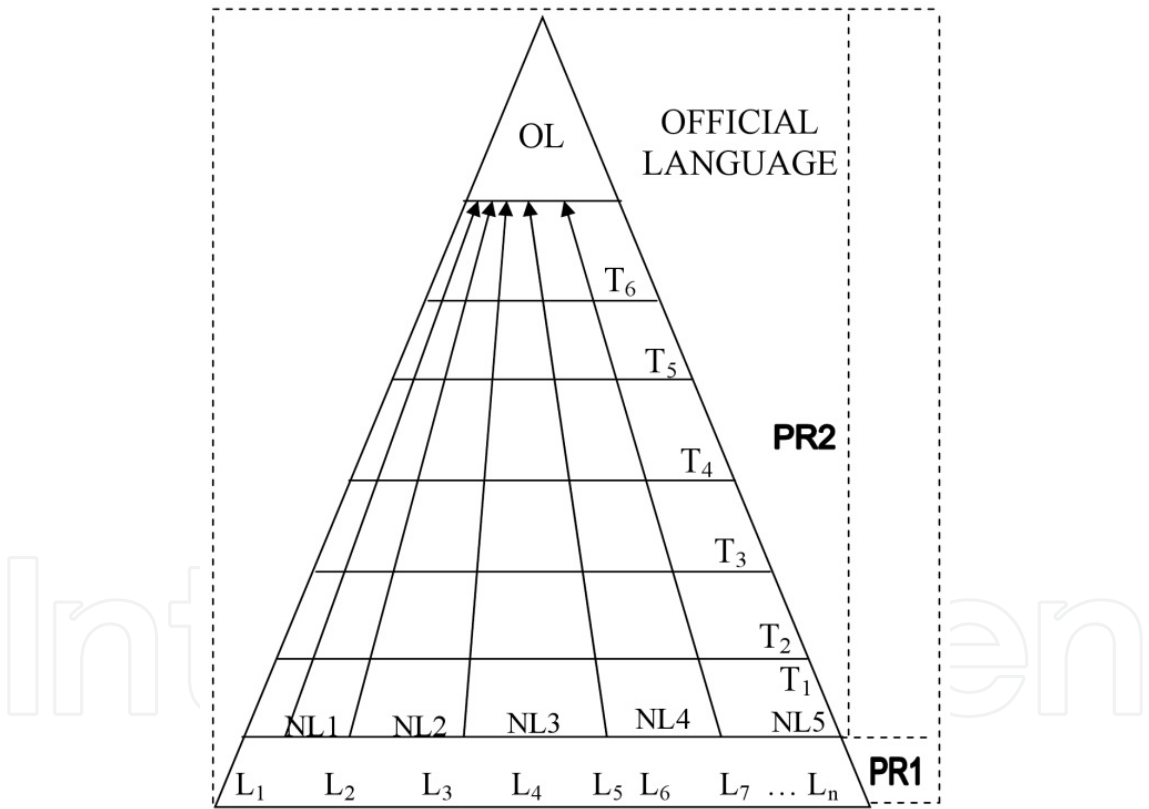 OL
OFFICIAL
LANGUAGE
T₆
T₅
PR2
T₄
T₃
T₂
T₁
NL1 NL2 NL3 NL4 NL5
L₁ L₂ L₃ L₄ L₅ L₆ L₇ … Lₙ
PR1